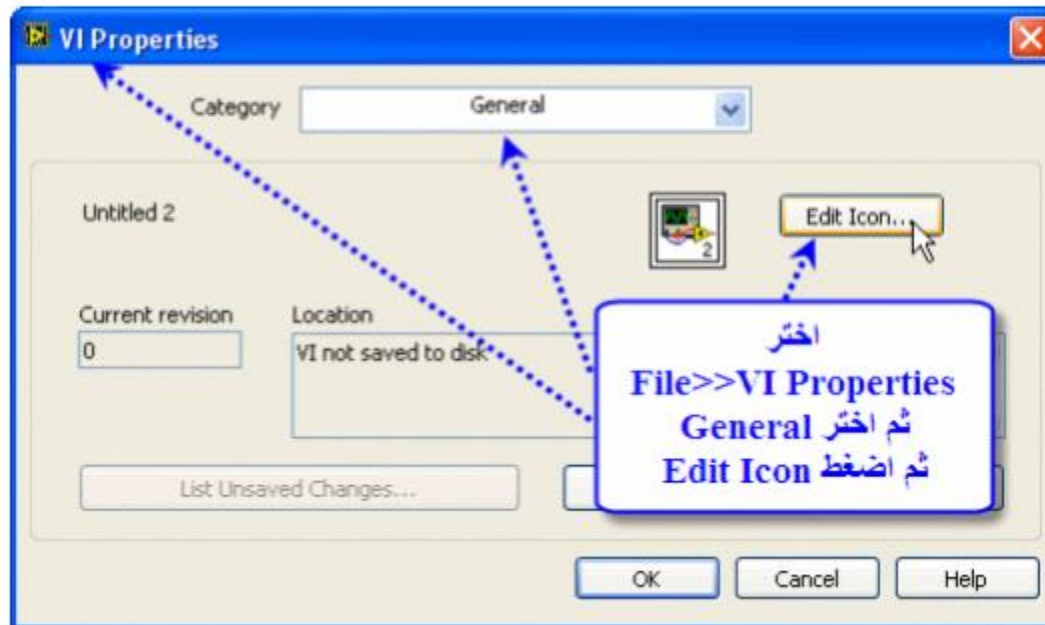 VI Properties
Category
General
Untitled 2
2
Edit Icon...
Current revision
Location
0
VI not saved to disk
اختر
File>>VI Properties
ثم اختر General
ثم اضغط Edit Icon
List Unsaved Changes...
OK
Cancel
Help